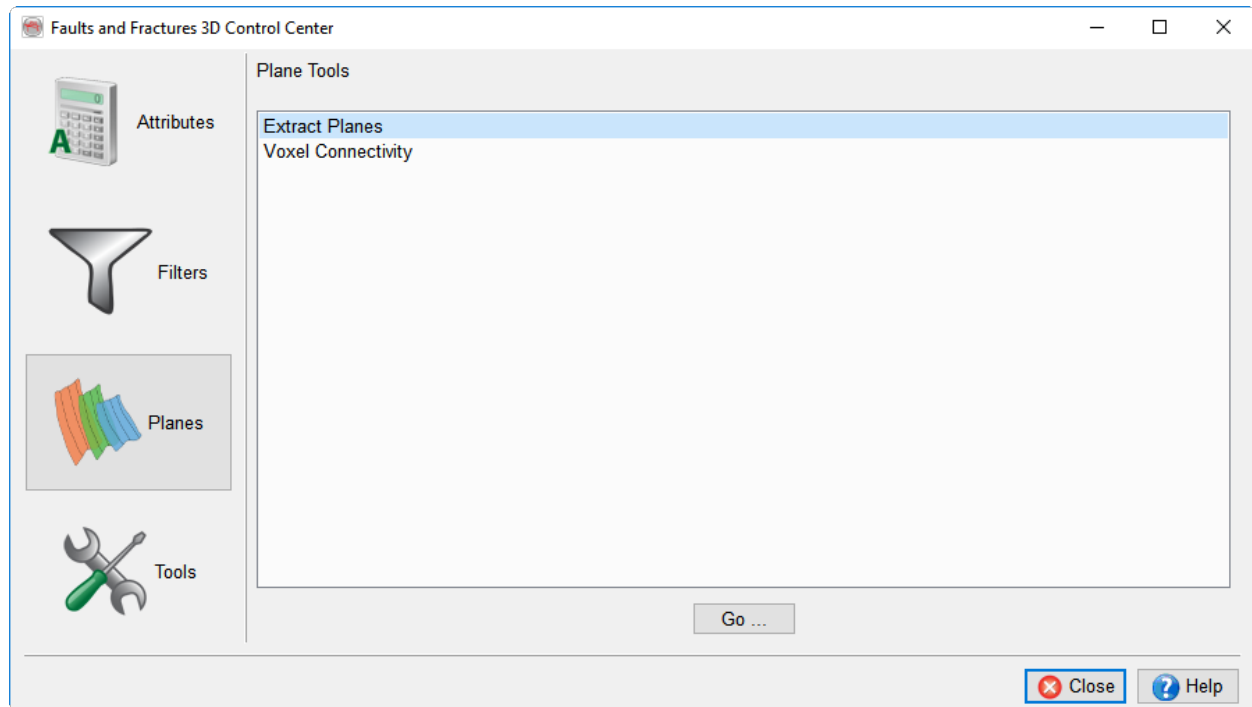 Faults and Fractures 3D Control Center
Plane Tools
Attributes
A
0
Extract Planes
Voxel Connectivity
Filters
Planes
Tools
Go ...
Close
? Help